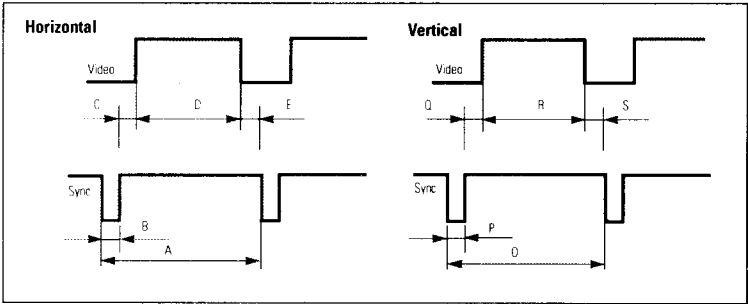 Horizontal
Video
C D E
Sync
B
A
Vertical
Video
Q R S
Sync
P
O